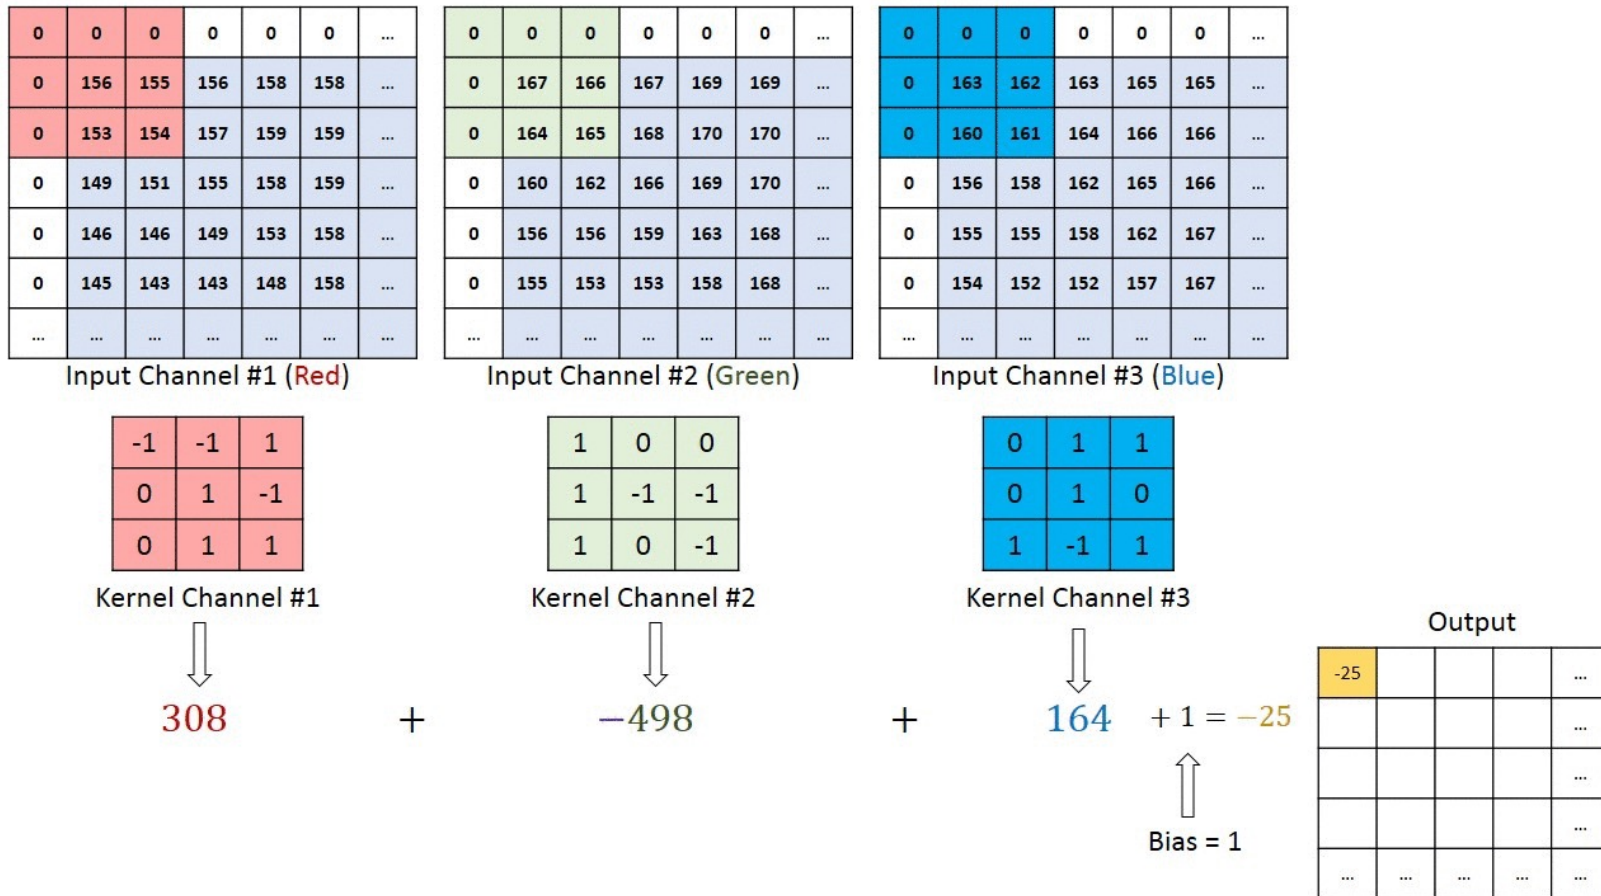 0 0 0 0 0 0 ...
0 156 155 156 158 158 ...
0 153 154 157 159 159 ...
0 149 151 155 158 159 ...
0 146 146 149 153 158 ...
0 145 143 143 148 158 ...
... ... ... ... ... ... ...
Input Channel #1 (Red)
0 0 0 0 0 0 ...
0 167 166 167 169 169 ...
0 164 165 168 170 170 ...
0 160 162 166 169 170 ...
0 156 156 159 163 168 ...
0 155 153 153 158 168 ...
... ... ... ... ... ... ...
Input Channel #2 (Green)
0 0 0 0 0 0 ...
0 163 162 163 165 165 ...
0 160 161 164 166 166 ...
0 156 158 162 165 166 ...
0 155 155 158 162 167 ...
0 154 152 152 157 167 ...
... ... ... ... ... ... ...
Input Channel #3 (Blue)
-1 -1 1
0 1 -1
0 1 1
Kernel Channel #1
1 0 0
1 -1 -1
1 0 -1
Kernel Channel #2
0 1 1
0 1 0
1 -1 1
Kernel Channel #3
308 + −498 + 164 + 1 = −25
Bias = 1
Output
-25 ...
...
...
...
... ... ... ... ...